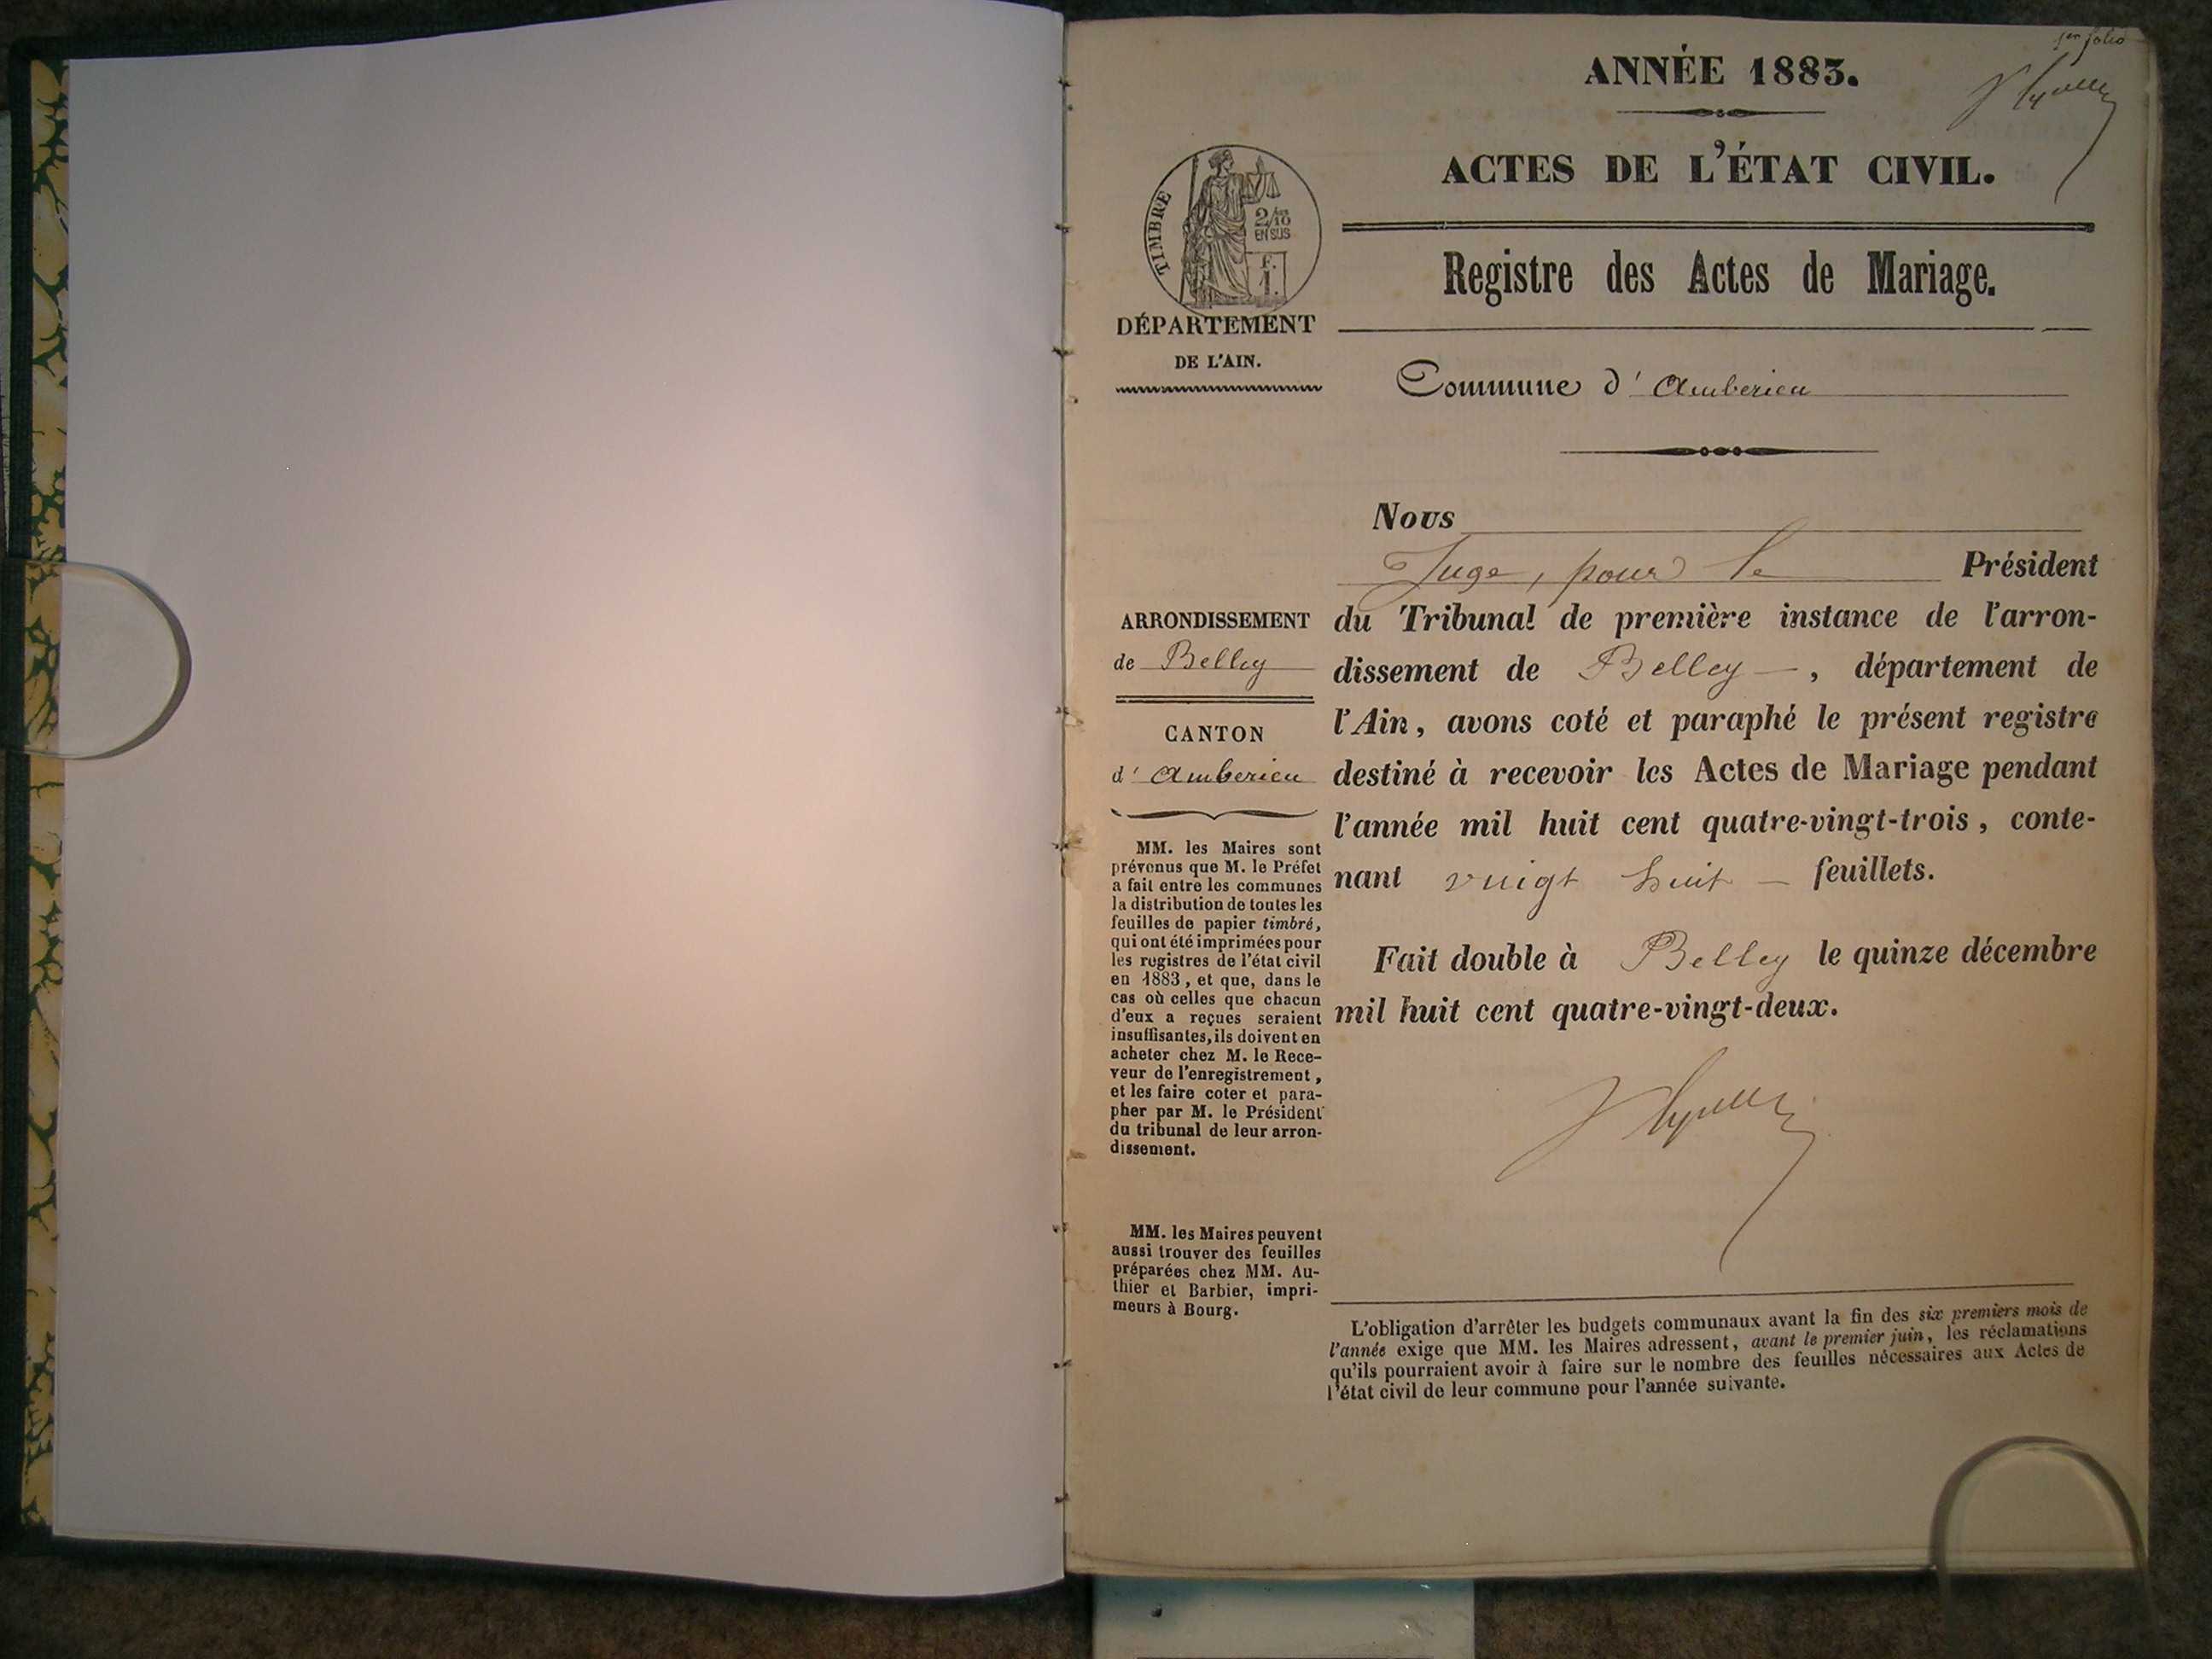 1er folio
ANNÉE 1883.
ACTES DE L'ÉTAT CIVIL.
Registre des Actes de Mariage.
TIMBRE
2/10
EN SUS
f.
1.
DÉPARTEMENT
DE L'AIN.
Commune d' Amberieu
ARRONDISSEMENT
de Belley
CANTON
d' Amberieu
MM. les Maires sont
prévenus que M. le Préfet
a fait entre les communes
la distribution de toutes les
feuilles de papier timbré,
qui ont été imprimées pour
les registres de l'état civil
en 1883, et que, dans le
cas où celles que chacun
d'eux a reçues seraient
insuffisantes, ils doivent en
acheter chez M. le Rece-
veur de l'enregistrement,
et les faire coter et para-
pher par M. le Président
du tribunal de leur arron-
dissement.
MM. les Maires peuvent
aussi trouver des feuilles
préparées chez MM. Au-
thier et Barbier, impri-
meurs à Bourg.
Nous
Juge, pour le Président
du Tribunal de première instance de l'arron-
dissement de Belley —, département de
l'Ain, avons coté et paraphé le présent registre
destiné à recevoir les Actes de Mariage pendant
l'année mil huit cent quatre-vingt-trois, conte-
nant vingt huit — feuillets.
Fait double à Belley le quinze décembre
mil huit cent quatre-vingt-deux.
L'obligation d'arrêter les budgets communaux avant la fin des six premiers mois de
l'année exige que MM. les Maires adressent, avant le premier juin, les réclamations
qu'ils pourraient avoir à faire sur le nombre des feuilles nécessaires aux Actes de
l'état civil de leur commune pour l'année suivante.